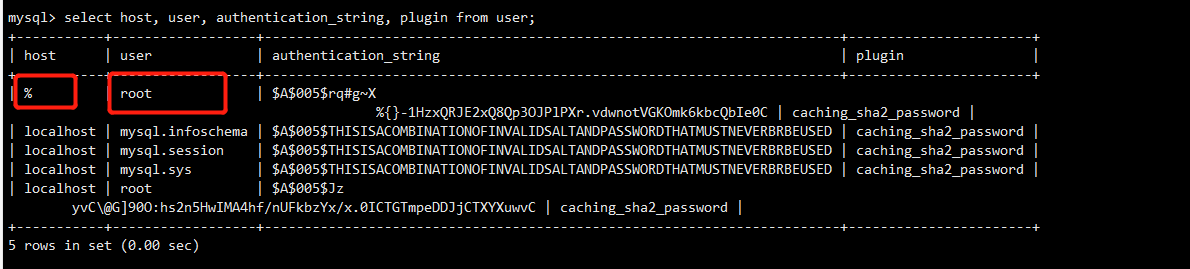 mysql> select host, user, authentication_string, plugin from user;
+-----------+------------------+------------------------------------------------------------------------+-----------------------+
| host | user | authentication_string | plugin |
+-----------+------------------+------------------------------------------------------------------------+-----------------------+
| % | root | $A$005$rq#g~X
%{}-1HzxQRJE2xQ8Qp3OJPlPXr.vdwnotVGKOmk6kbcQbIe0C | caching_sha2_password |
| localhost | mysql.infoschema | $A$005$THISISACOMBINATIONOFINVALIDSALTANDPASSWORDTHATMUSTNEVERBRBEUSED | caching_sha2_password |
| localhost | mysql.session | $A$005$THISISACOMBINATIONOFINVALIDSALTANDPASSWORDTHATMUSTNEVERBRBEUSED | caching_sha2_password |
| localhost | mysql.sys | $A$005$THISISACOMBINATIONOFINVALIDSALTANDPASSWORDTHATMUSTNEVERBRBEUSED | caching_sha2_password |
| localhost | root | $A$005$Jz
yvC\@G]90O:hs2n5HwIMA4hf/nUFkbzYx/x.0ICTGTmpeDDJjCTXYXuwvC | caching_sha2_password |
+-----------+------------------+------------------------------------------------------------------------+-----------------------+
5 rows in set (0.00 sec)